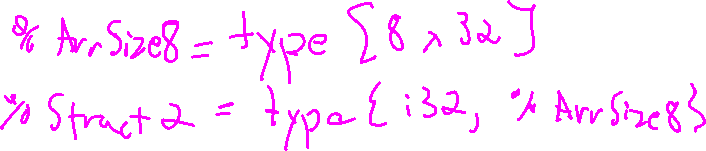 % ArrSize8 = type [8 x 32]
% Struct2 = type { i32, % ArrSize8}